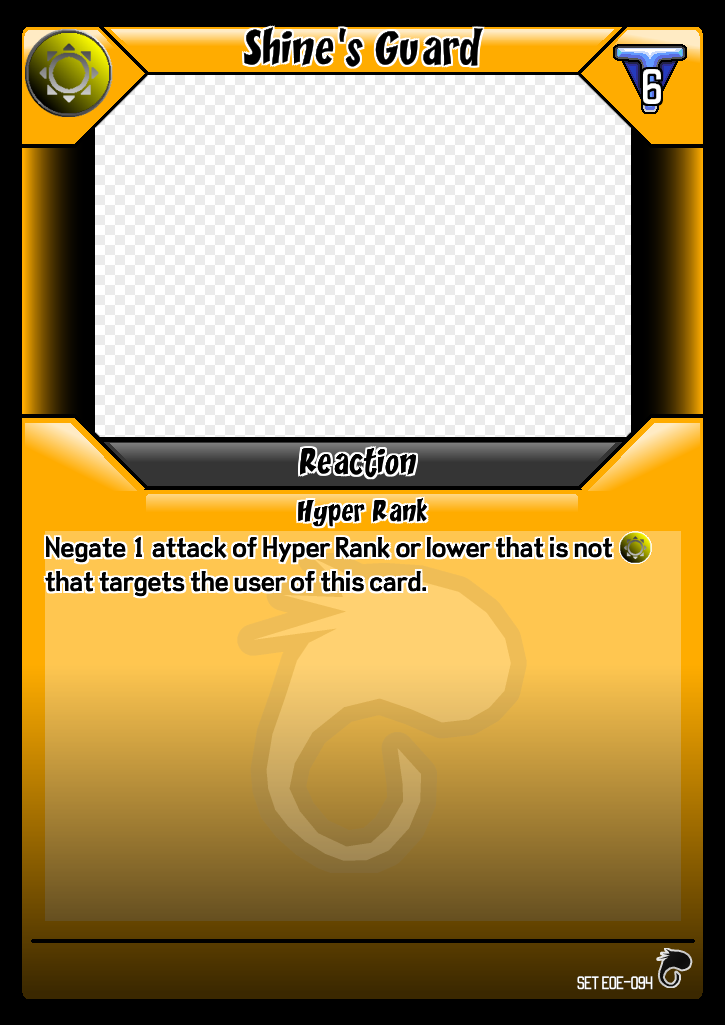 Shine's Guard
6
Reaction
Hyper Rank
Negate 1 attack of Hyper Rank or lower that is not
that targets the user of this card.
SET EOE-094